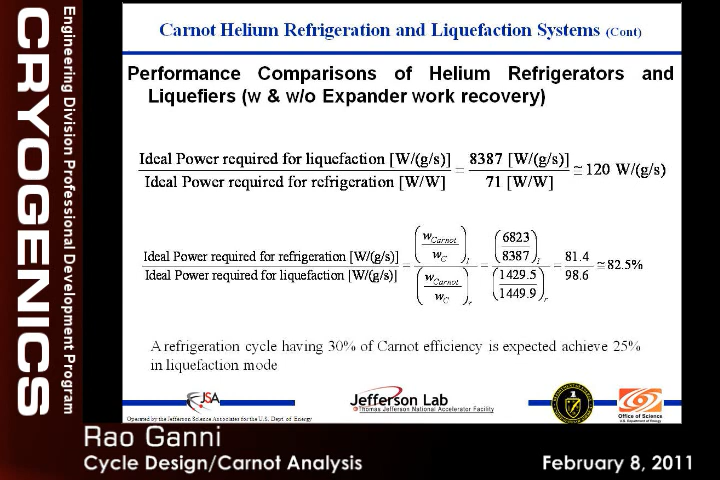 CRYOGENICS
Engineering Division Professional Development Program
Carnot Helium Refrigeration and Liquefaction Systems (Cont)
Performance Comparisons of Helium Refrigerators and
Liquefiers (w & w/o Expander work recovery)
Ideal Power required for liquefaction [W/(g/s)] / Ideal Power required for refrigeration [W/W] = 8387 [W/(g/s)] / 71 [W/W] ≅ 120 W/(g/s)
Ideal Power required for refrigeration [W/(g/s)] / Ideal Power required for liquefaction [W/(g/s)] = (w_Carnot / w_C)_l / (w_Carnot / w_C)_r = (6823 / 8387)_l / (1429.5 / 1449.9)_r = 81.4 / 98.6 ≅ 82.5%
A refrigeration cycle having 30% of Carnot efficiency is expected achieve 25%
in liquefaction mode
JSA
Operated by the Jefferson Science Associates for the U.S. Dept. of Energy
Jefferson Lab
Thomas Jefferson National Accelerator Facility
Office of Science
U.S. Department of Energy
Rao Ganni
Cycle Design/Carnot Analysis
February 8, 2011